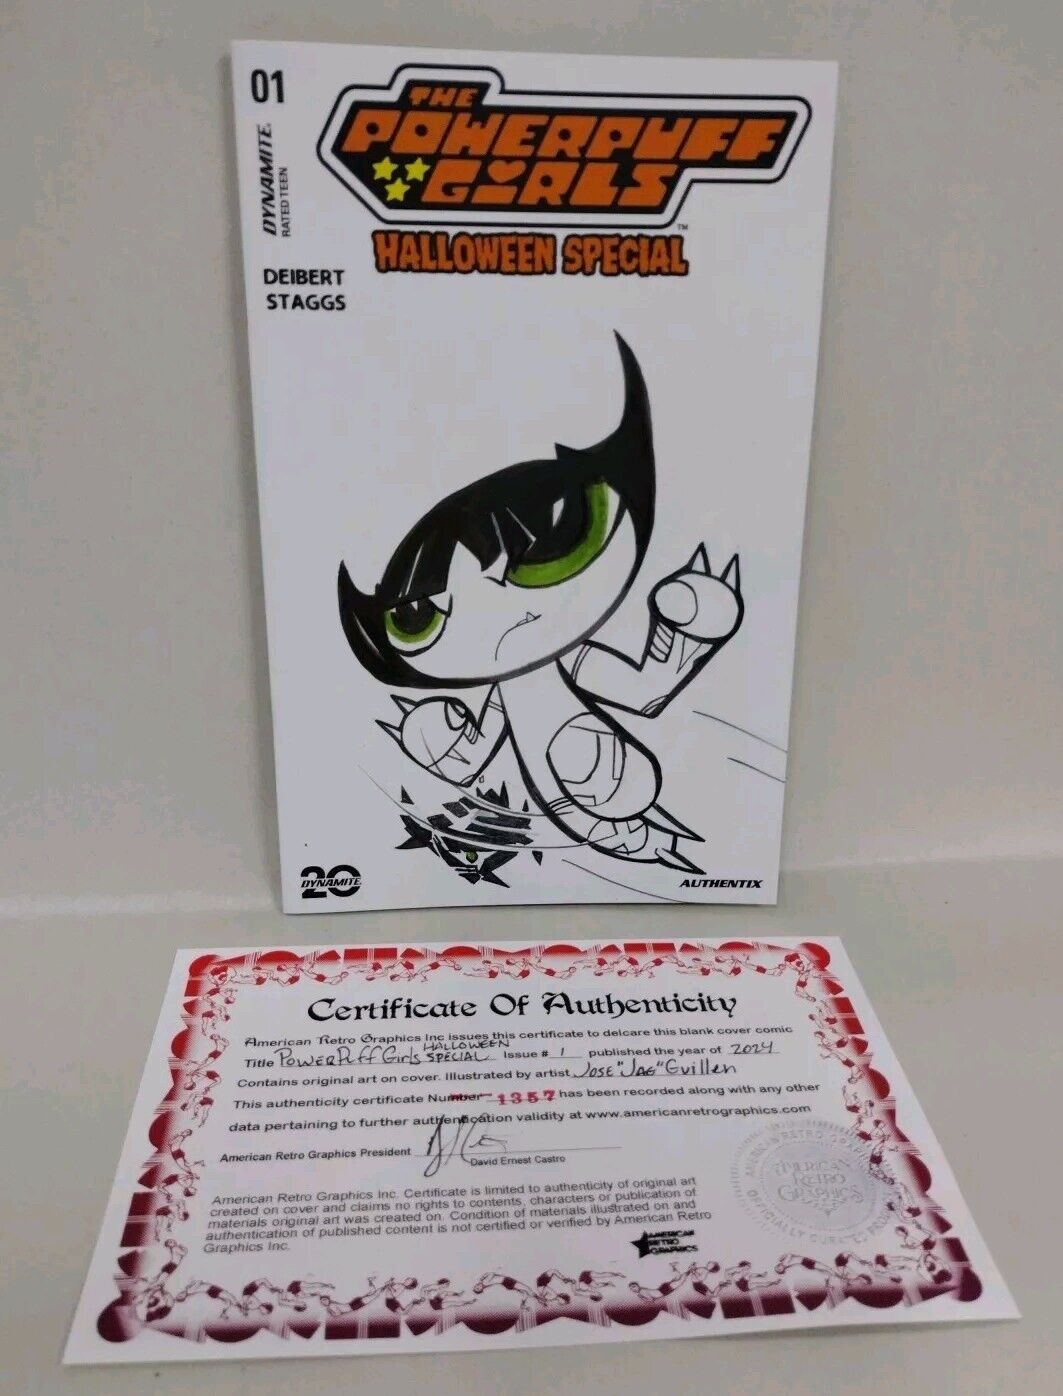 01
THE
POWERPUFF
GIRLS
TM
HALLOWEEN SPECIAL
DYNAMITE.
RATED TEEN
DEIBERT
STAGGS
20
DYNAMITE
AUTHENTIX
Certificate Of Authenticity
American Retro Graphics Inc issues this certificate to delcare this blank cover comic
Title PowerPuff Girls HALLOWEEN SPECIAL Issue # 1 published the year of 2024
Contains original art on cover. Illustrated by artist Jose "Jag" Guillen
This authenticity certificate Number 1357 has been recorded along with any other
data pertaining to further authentication validity at www.americanretrographics.com
American Retro Graphics President
David Ernest Castro
American Retro Graphics Inc. Certificate is limited to authenticity of original art
created on cover and claims no rights to contents, characters or publication of
materials original art was created on. Condition of materials illustrated on and
authentication of published content is not certified or verified by American Retro
Graphics Inc.
AMERICAN
RETRO
GRAPHICS
AMERICAN
RETRO
GRAPHICS